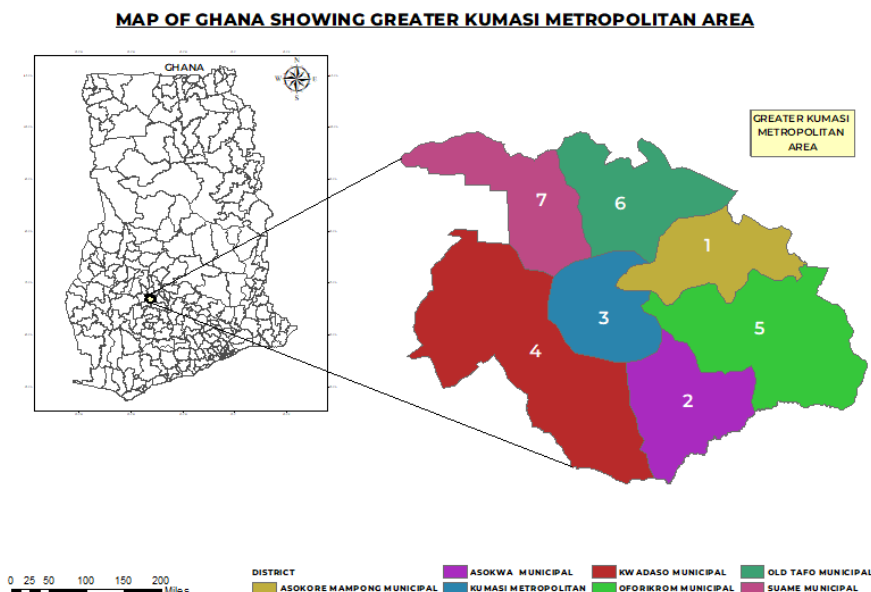 MAP OF GHANA SHOWING GREATER KUMASI METROPOLITAN AREA
GHANA
N
W E
S
GREATER KUMASI
METROPOLITAN
AREA
7
6
1
3
5
4
2
DISTRICT
ASOKORE MAMPONG MUNICIPAL
ASOKWA MUNICIPAL
KUMASI METROPOLITAN
KWADASO MUNICIPAL
OFORIKROM MUNICIPAL
OLD TAFO MUNICIPAL
SUAME MUNICIPAL
0 25 50 100 150 200
Miles